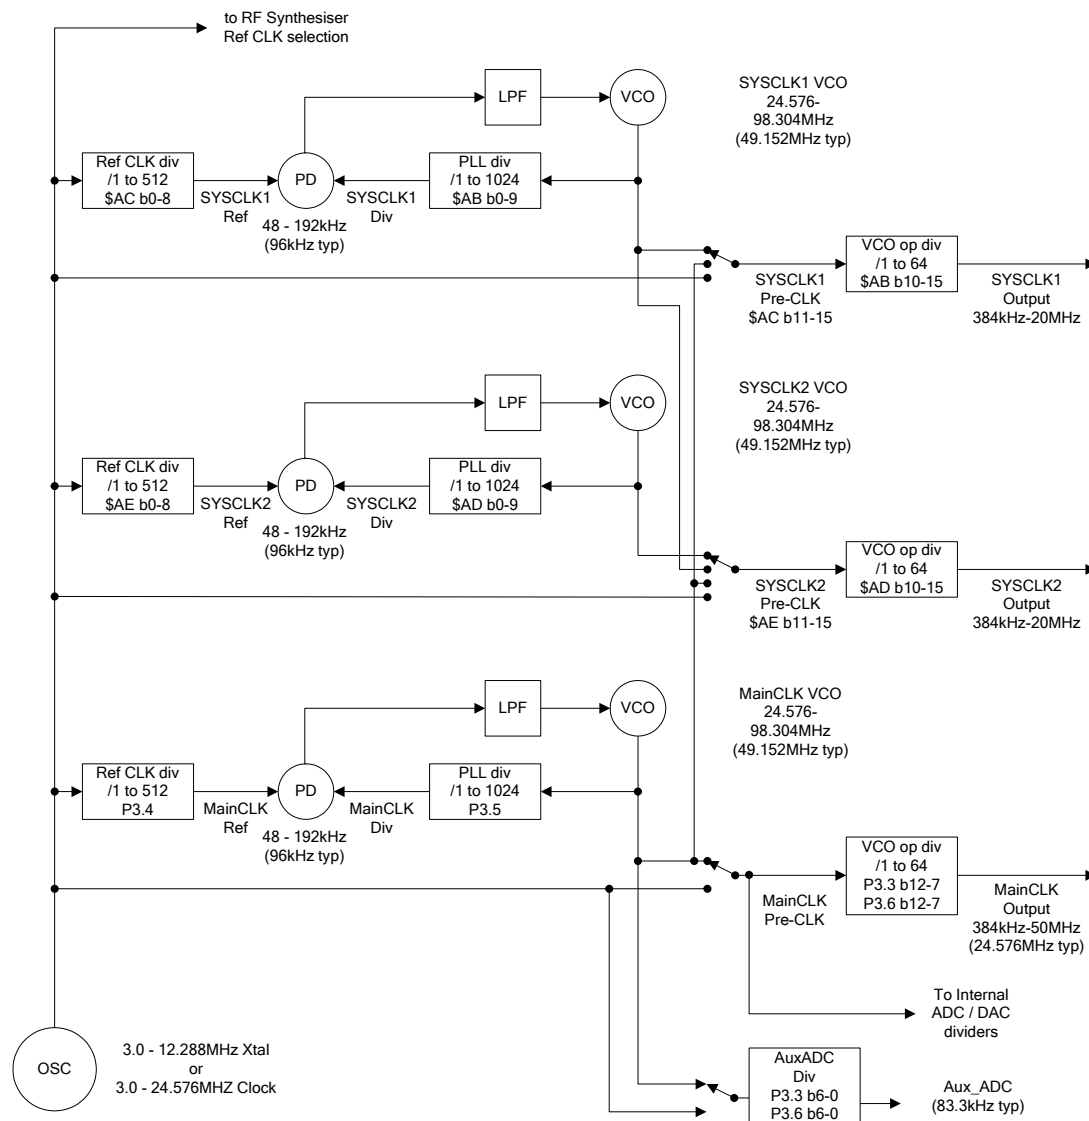 to RF Synthesiser
Ref CLK selection
LPF
VCO
SYSCLK1 VCO
24.576-
98.304MHz
(49.152MHz typ)
Ref CLK div
/1 to 512
$AC b0-8
SYSCLK1
Ref
PD
48 - 192kHz
(96kHz typ)
SYSCLK1
Div
PLL div
/1 to 1024
$AB b0-9
SYSCLK1
Pre-CLK
$AC b11-15
VCO op div
/1 to 64
$AB b10-15
SYSCLK1
Output
384kHz-20MHz
LPF
VCO
SYSCLK2 VCO
24.576-
98.304MHz
(49.152MHz typ)
Ref CLK div
/1 to 512
$AE b0-8
SYSCLK2
Ref
PD
48 - 192kHz
(96kHz typ)
SYSCLK2
Div
PLL div
/1 to 1024
$AD b0-9
SYSCLK2
Pre-CLK
$AE b11-15
VCO op div
/1 to 64
$AD b10-15
SYSCLK2
Output
384kHz-20MHz
LPF
VCO
MainCLK VCO
24.576-
98.304MHz
(49.152MHz typ)
Ref CLK div
/1 to 512
P3.4
MainCLK
Ref
PD
48 - 192kHz
(96kHz typ)
MainCLK
Div
PLL div
/1 to 1024
P3.5
MainCLK
Pre-CLK
VCO op div
/1 to 64
P3.3 b12-7
P3.6 b12-7
MainCLK
Output
384kHz-50MHz
(24.576MHz typ)
To Internal
ADC / DAC
dividers
OSC
3.0 - 12.288MHz Xtal
or
3.0 - 24.576MHZ Clock
AuxADC
Div
P3.3 b6-0
P3.6 b6-0
Aux_ADC
(83.3kHz typ)